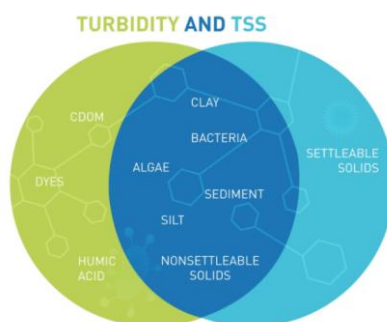 TURBIDITY AND TSS
CLAY
CDOM
BACTERIA
SETTLEABLE
SOLIDS
ALGAE
DYES
SEDIMENT
SILT
HUMIC
ACID
NONSETTLEABLE
SOLIDS